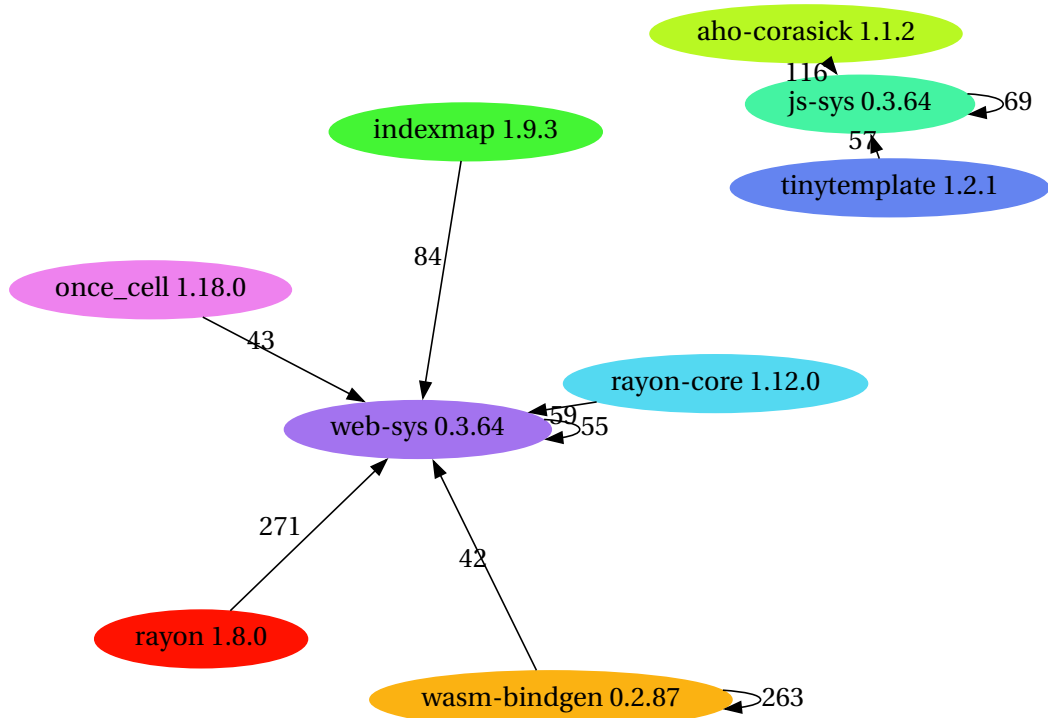 aho-corasick 1.1.2
116
js-sys 0.3.64
69
indexmap 1.9.3
57
tinytemplate 1.2.1
84
once_cell 1.18.0
43
rayon-core 1.12.0
59
web-sys 0.3.64
55
271
42
rayon 1.8.0
wasm-bindgen 0.2.87
263